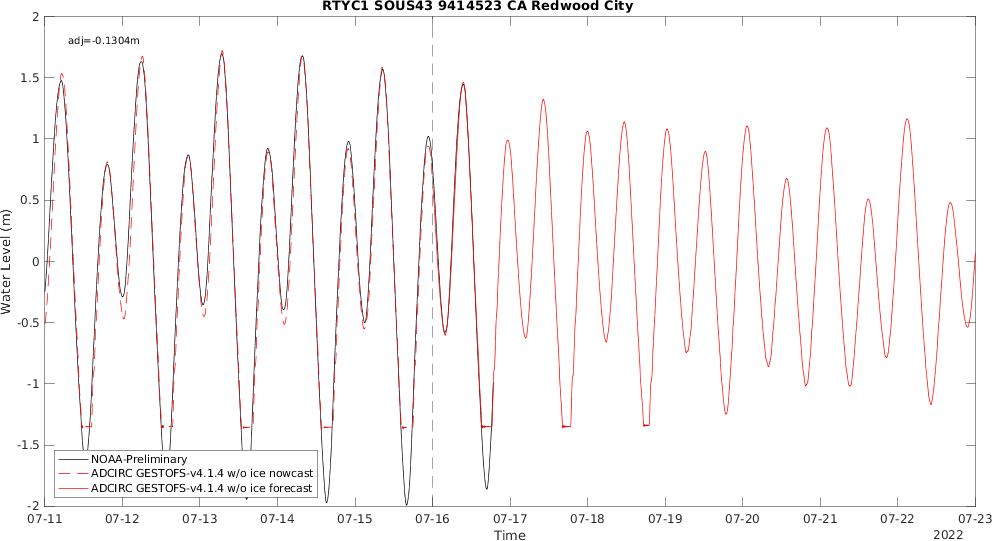 RTYC1 SOUS43 9414523 CA Redwood City
adj=-0.1304m
2
1.5
1
0.5
0
-0.5
-1
-1.5
-2
Water Level (m)
NOAA-Preliminary
ADCIRC GESTOFS-v4.1.4 w/o ice nowcast
ADCIRC GESTOFS-v4.1.4 w/o ice forecast
07-11 07-12 07-13 07-14 07-15 07-16 07-17 07-18 07-19 07-20 07-21 07-22 07-23
Time
2022